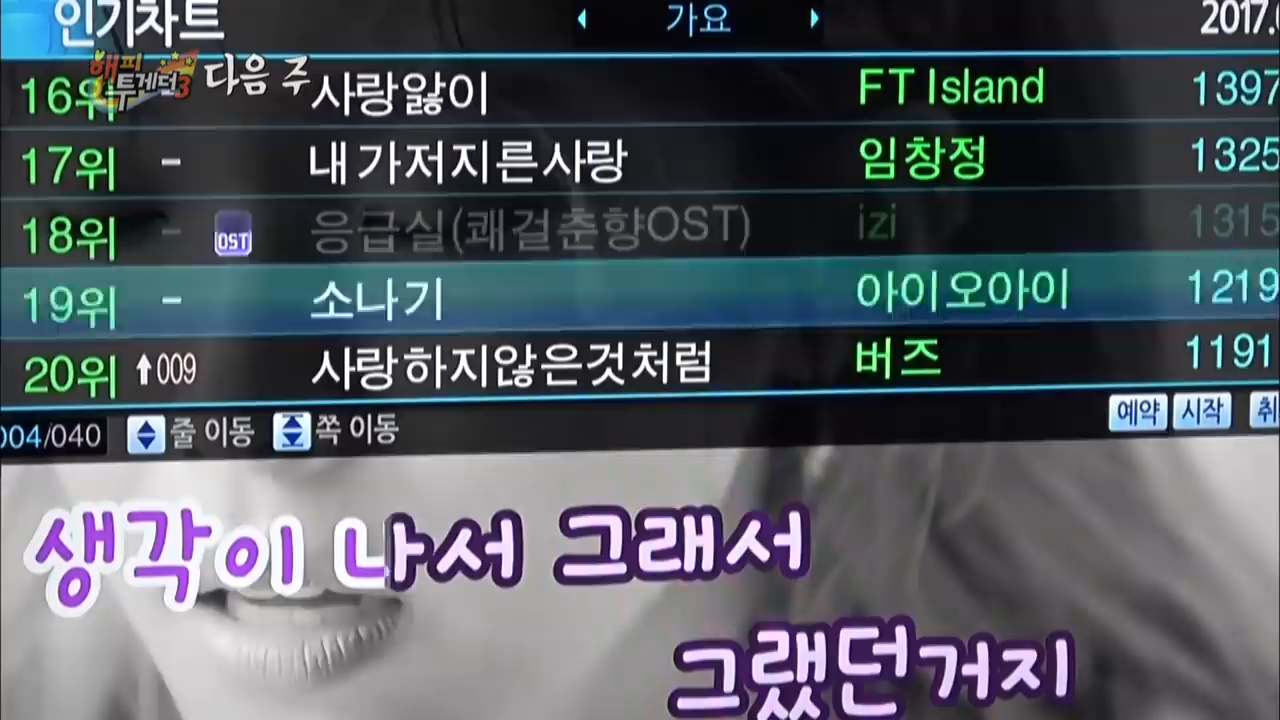 인기차트 가요 2017.
해피투게더3 다음 주
16위 사랑앓이 FT Island 1397
17위 - 내가저지른사랑 임창정 1325
18위 - OST 응급실(쾌걸춘향OST) izi 1315
19위 - 소나기 아이오아이 1219
20위 ⬆009 사랑하지않은것처럼 버즈 1191
004/040 줄 이동 쪽 이동 예약 시작 취
생각이 나서 그래서
그랬던거지